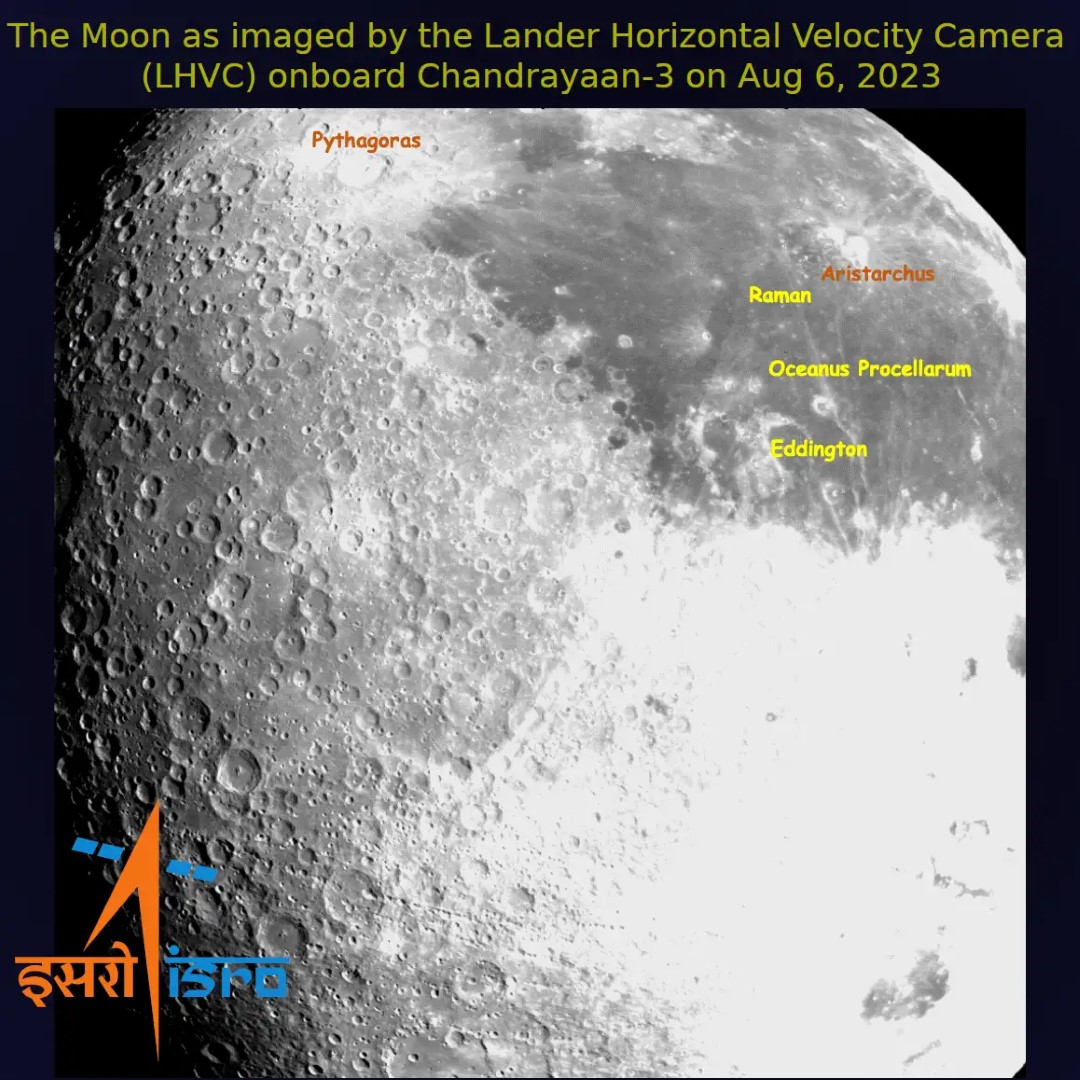 The Moon as imaged by the Lander Horizontal Velocity Camera
(LHVC) onboard Chandrayaan-3 on Aug 6, 2023
Pythagoras
Aristarchus
Raman
Oceanus Procellarum
Eddington
इसरो isro